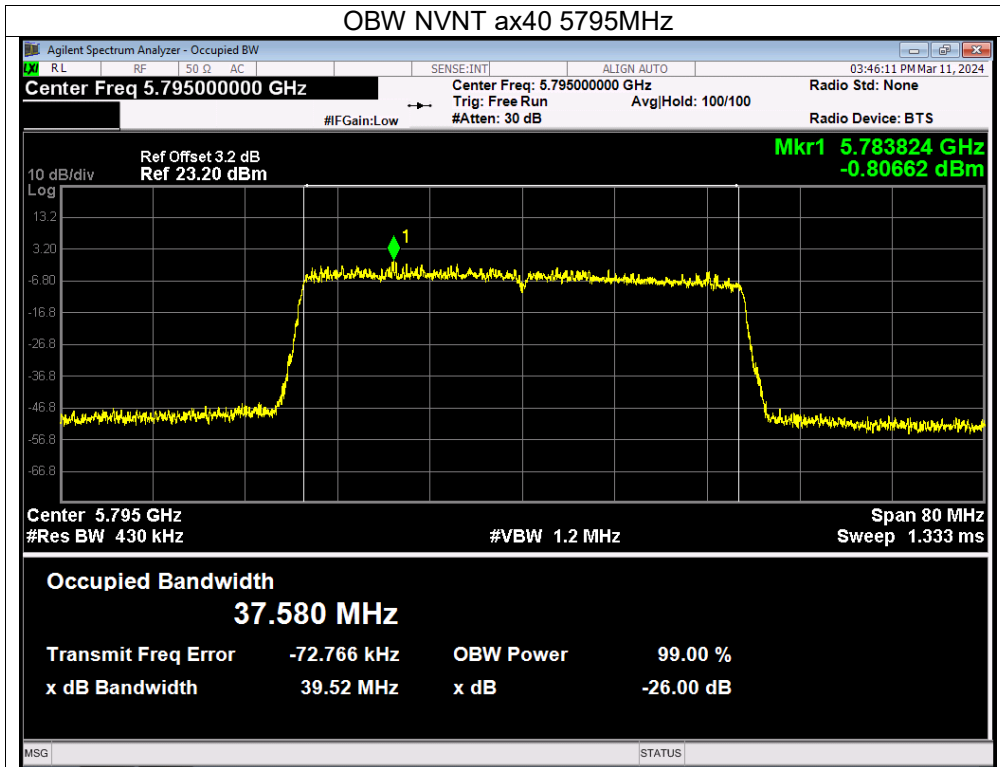 OBW NVNT ax40 5795MHz
Agilent Spectrum Analyzer - Occupied BW
LXI RL RF 50 Ω AC SENSE:INT ALIGN AUTO 03:46:11 PM Mar 11, 2024
Center Freq 5.795000000 GHz Center Freq: 5.795000000 GHz Radio Std: None
Trig: Free Run Avg|Hold: 100/100
#IFGain:Low #Atten: 30 dB Radio Device: BTS
Mkr1 5.783824 GHz
-0.80662 dBm
Ref Offset 3.2 dB
10 dB/div Ref 23.20 dBm
Log
13.2
1
3.20
-6.80
-16.8
-26.8
-36.8
-46.8
-56.8
-66.8
Center 5.795 GHz Span 80 MHz
#Res BW 430 kHz #VBW 1.2 MHz Sweep 1.333 ms
Occupied Bandwidth
37.580 MHz
Transmit Freq Error -72.766 kHz OBW Power 99.00 %
x dB Bandwidth 39.52 MHz x dB -26.00 dB
MSG STATUS